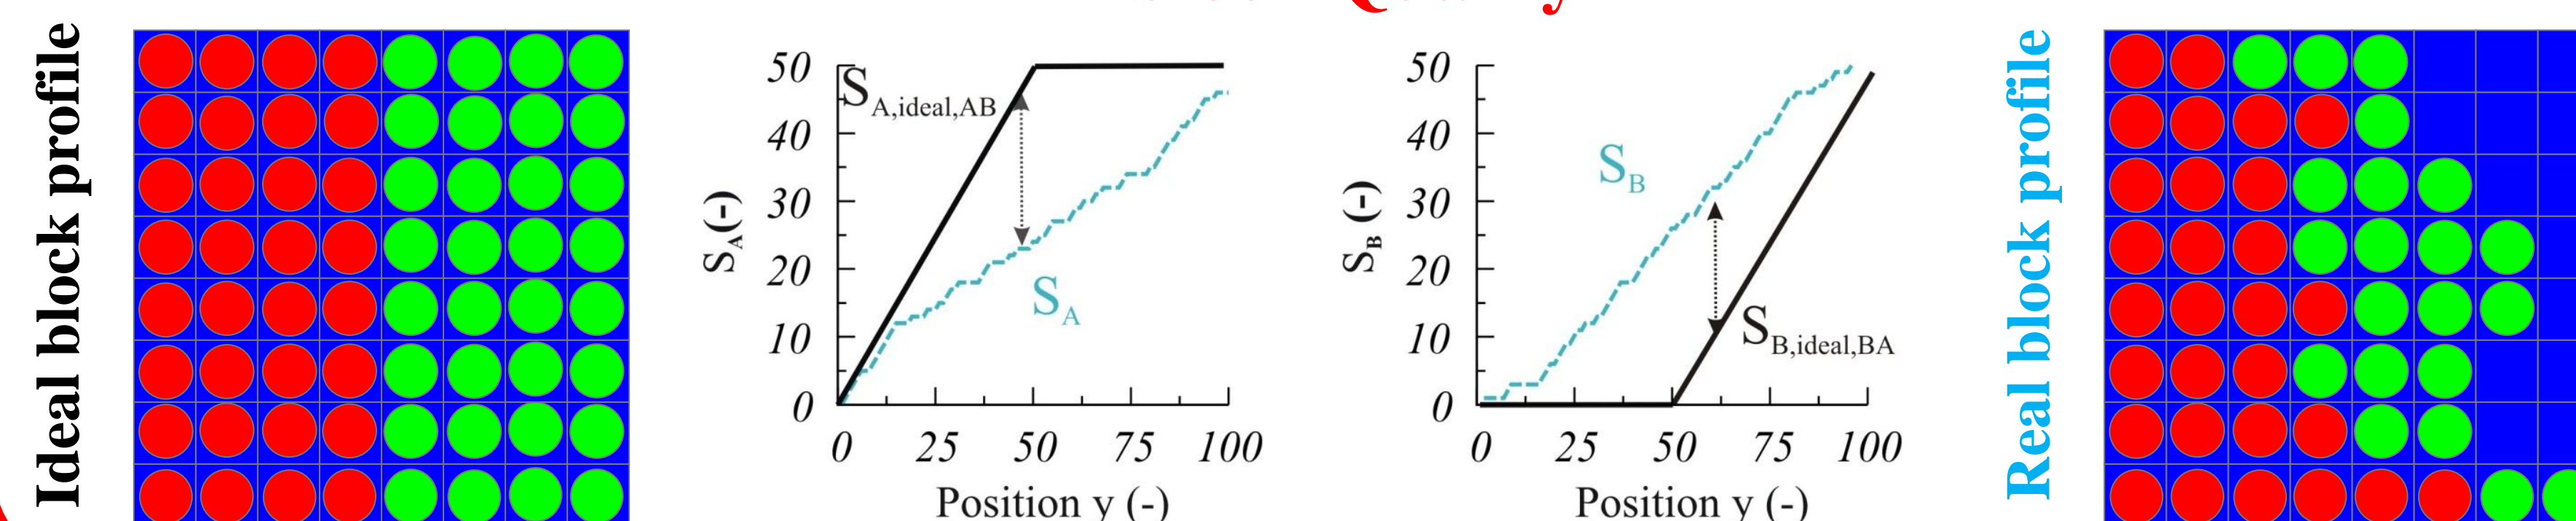 Ideal block profile
S_A (-)
50
40
30
20
10
0
S_A,ideal,AB
S_A
0 25 50 75 100
Position y (-)
S_B (-)
50
40
30
20
10
0
S_B
S_B,ideal,BA
0 25 50 75 100
Position y (-)
Real block profile